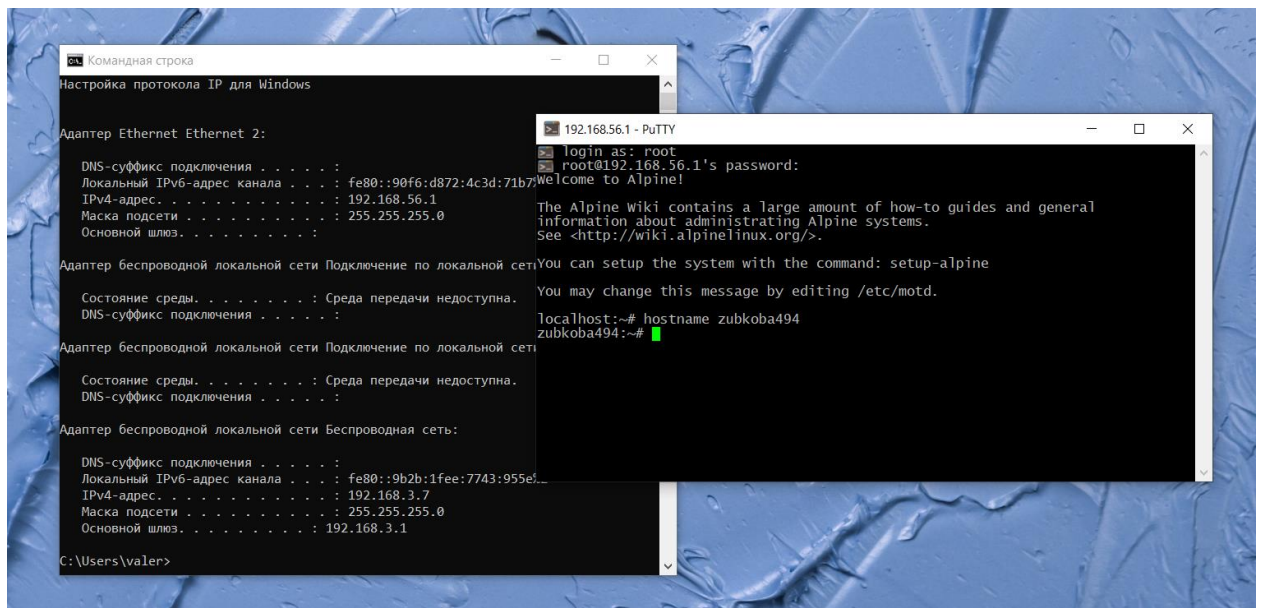 Командная строка
Настройка протокола IP для Windows
Адаптер Ethernet Ethernet 2:
DNS-суффикс подключения . . . . . :
Локальный IPv6-адрес канала . . . : fe80::90f6:d872:4c3d:71b7
IPv4-адрес. . . . . . . . . . . . : 192.168.56.1
Маска подсети . . . . . . . . . . : 255.255.255.0
Основной шлюз. . . . . . . . . :
Адаптер беспроводной локальной сети Подключение по локальной сет
Состояние среды. . . . . . . . : Среда передачи недоступна.
DNS-суффикс подключения . . . . . :
Адаптер беспроводной локальной сети Подключение по локальной сет
Состояние среды. . . . . . . . : Среда передачи недоступна.
DNS-суффикс подключения . . . . . :
Адаптер беспроводной локальной сети Беспроводная сеть:
DNS-суффикс подключения . . . . . :
Локальный IPv6-адрес канала . . . : fe80::9b2b:1fee:7743:955e
IPv4-адрес. . . . . . . . . . . . : 192.168.3.7
Маска подсети . . . . . . . . . . : 255.255.255.0
Основной шлюз. . . . . . . . . : 192.168.3.1
C:\Users\valer>
192.168.56.1 - PuTTY
login as: root
root@192.168.56.1's password:
Welcome to Alpine!
The Alpine Wiki contains a large amount of how-to guides and general
information about administrating Alpine systems.
See <http://wiki.alpinelinux.org/>.
You can setup the system with the command: setup-alpine
You may change this message by editing /etc/motd.
localhost:~# hostname zubkoba494
zubkoba494:~#